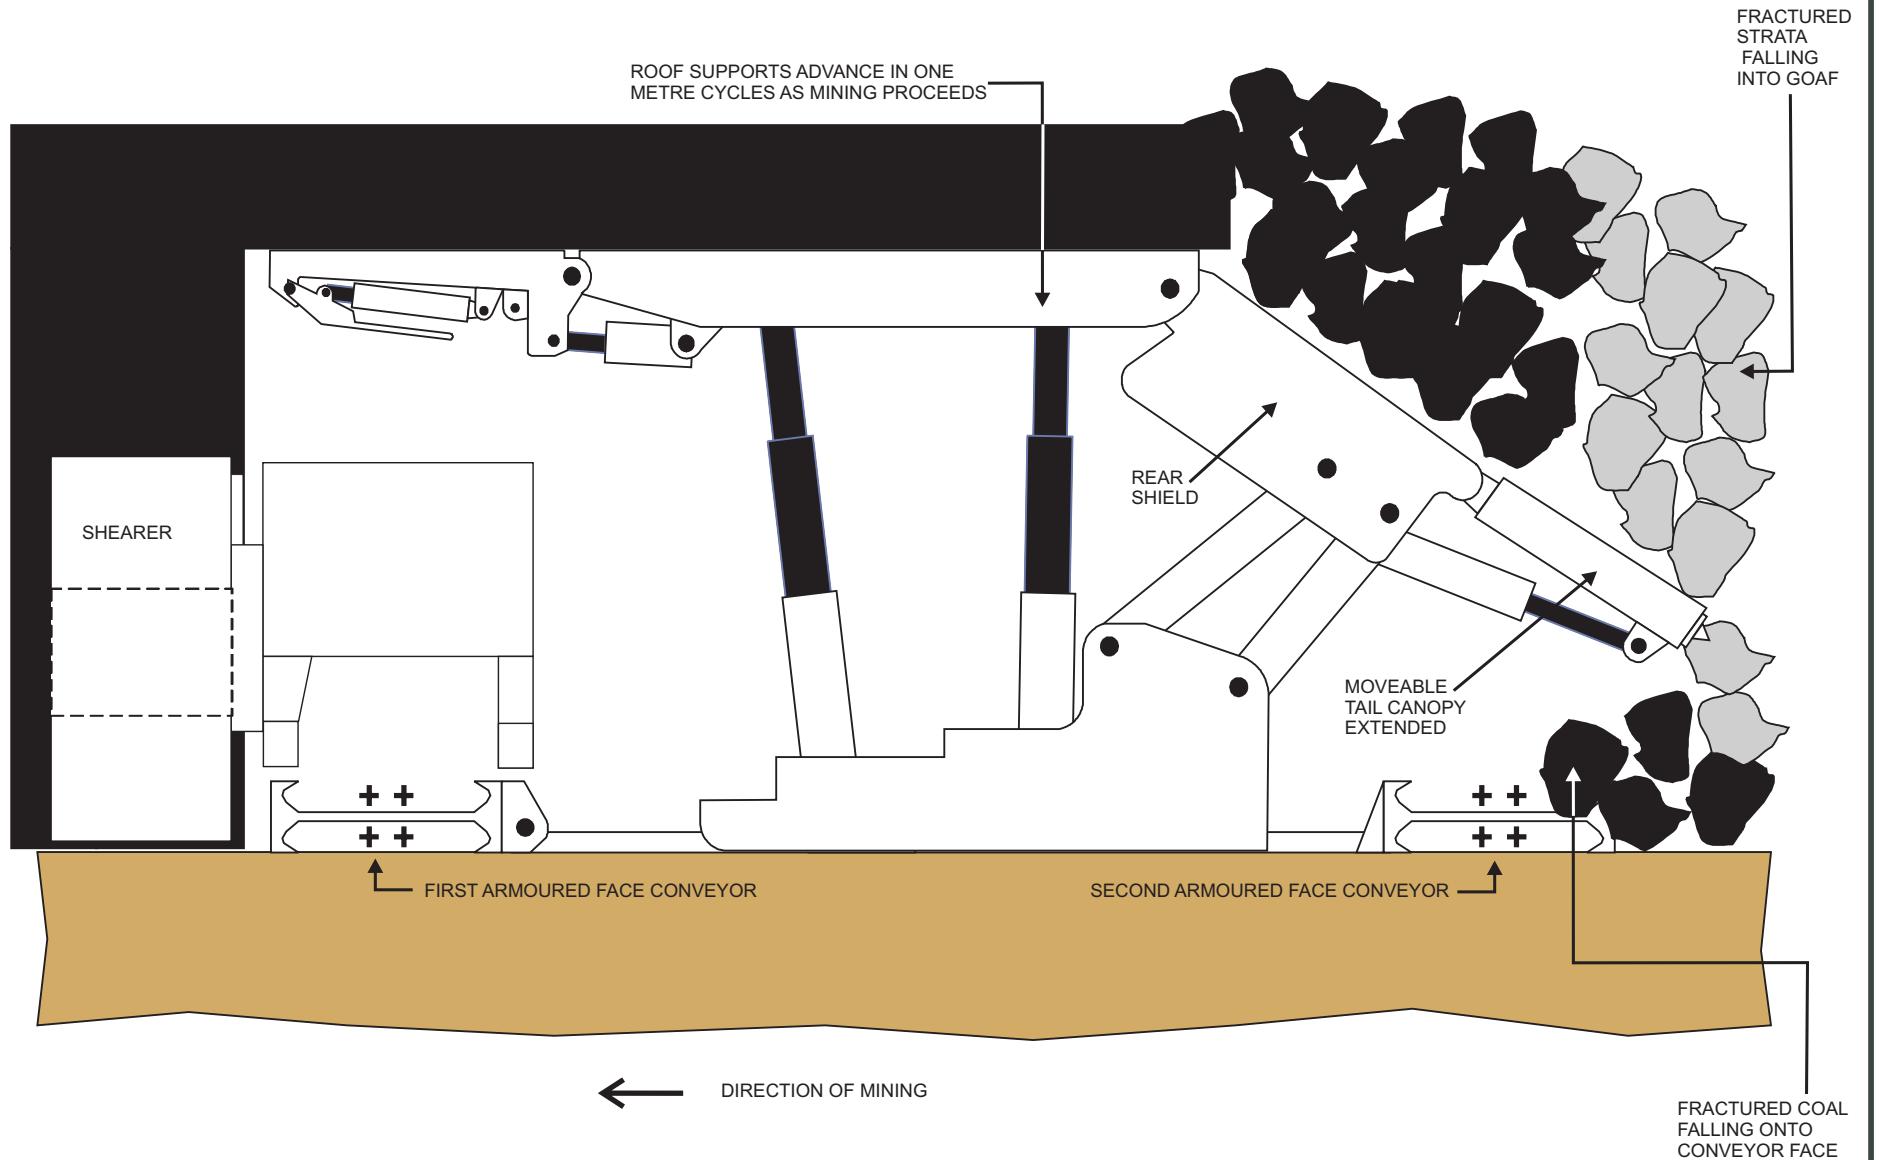 FRACTURED
STRATA
FALLING
INTO GOAF
ROOF SUPPORTS ADVANCE IN ONE
METRE CYCLES AS MINING PROCEEDS
REAR
SHIELD
SHEARER
MOVEABLE
TAIL CANOPY
EXTENDED
FIRST ARMOURED FACE CONVEYOR
SECOND ARMOURED FACE CONVEYOR
DIRECTION OF MINING
FRACTURED COAL
FALLING ONTO
CONVEYOR FACE